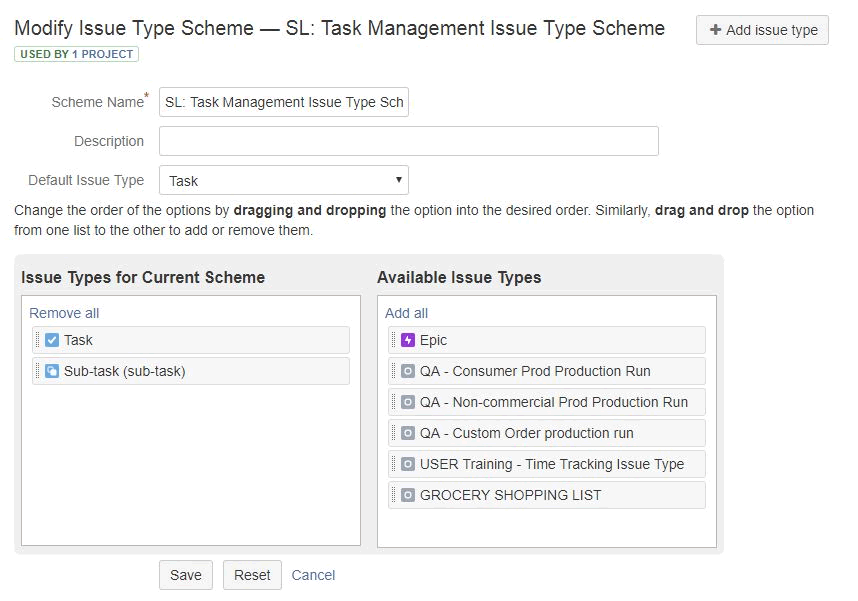 Modify Issue Type Scheme — SL: Task Management Issue Type Scheme
+ Add issue type
USED BY 1 PROJECT
Scheme Name*
SL: Task Management Issue Type Sch
Description
Default Issue Type
Task
Change the order of the options by dragging and dropping the option into the desired order. Similarly, drag and drop the option
from one list to the other to add or remove them.
Issue Types for Current Scheme
Remove all
Task
Sub-task (sub-task)
Available Issue Types
Add all
Epic
QA - Consumer Prod Production Run
QA - Non-commercial Prod Production Run
QA - Custom Order production run
USER Training - Time Tracking Issue Type
GROCERY SHOPPING LIST
Save
Reset
Cancel